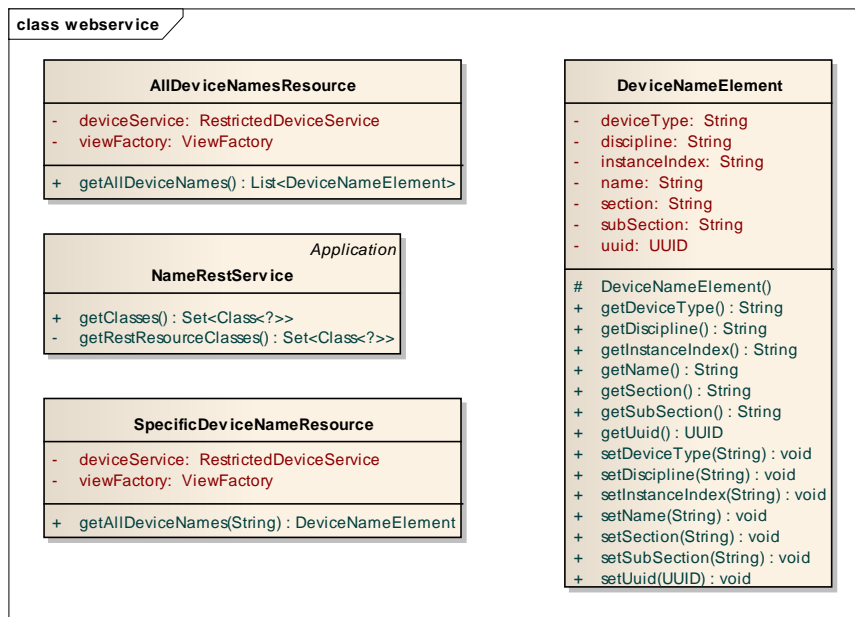 class webservice
AllDeviceNamesResource
- deviceService: RestrictedDeviceService
- viewFactory: ViewFactory
+ getAllDeviceNames() : List<DeviceNameElement>
Application
NameRestService
+ getClasses() : Set<Class<?>>
- getRestResourceClasses() : Set<Class<?>>
SpecificDeviceNameResource
- deviceService: RestrictedDeviceService
- viewFactory: ViewFactory
+ getAllDeviceNames(String) : DeviceNameElement
DeviceNameElement
- deviceType: String
- discipline: String
- instanceIndex: String
- name: String
- section: String
- subSection: String
- uuid: UUID
# DeviceNameElement()
+ getDeviceType() : String
+ getDiscipline() : String
+ getInstanceIndex() : String
+ getName() : String
+ getSection() : String
+ getSubSection() : String
+ getUuid() : UUID
+ setDeviceType(String) : void
+ setDiscipline(String) : void
+ setInstanceIndex(String) : void
+ setName(String) : void
+ setSection(String) : void
+ setSubSection(String) : void
+ setUuid(UUID) : void